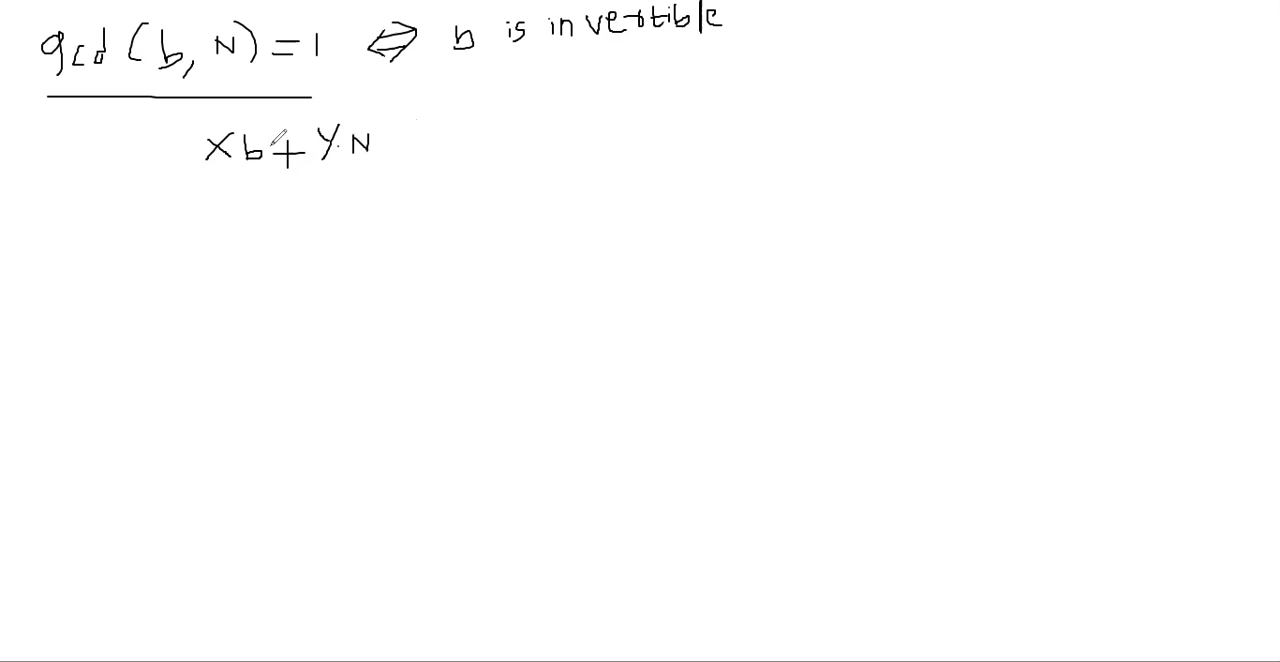 gcd (b, N) = 1 ⇔ b is invertible
Xb + Y.N